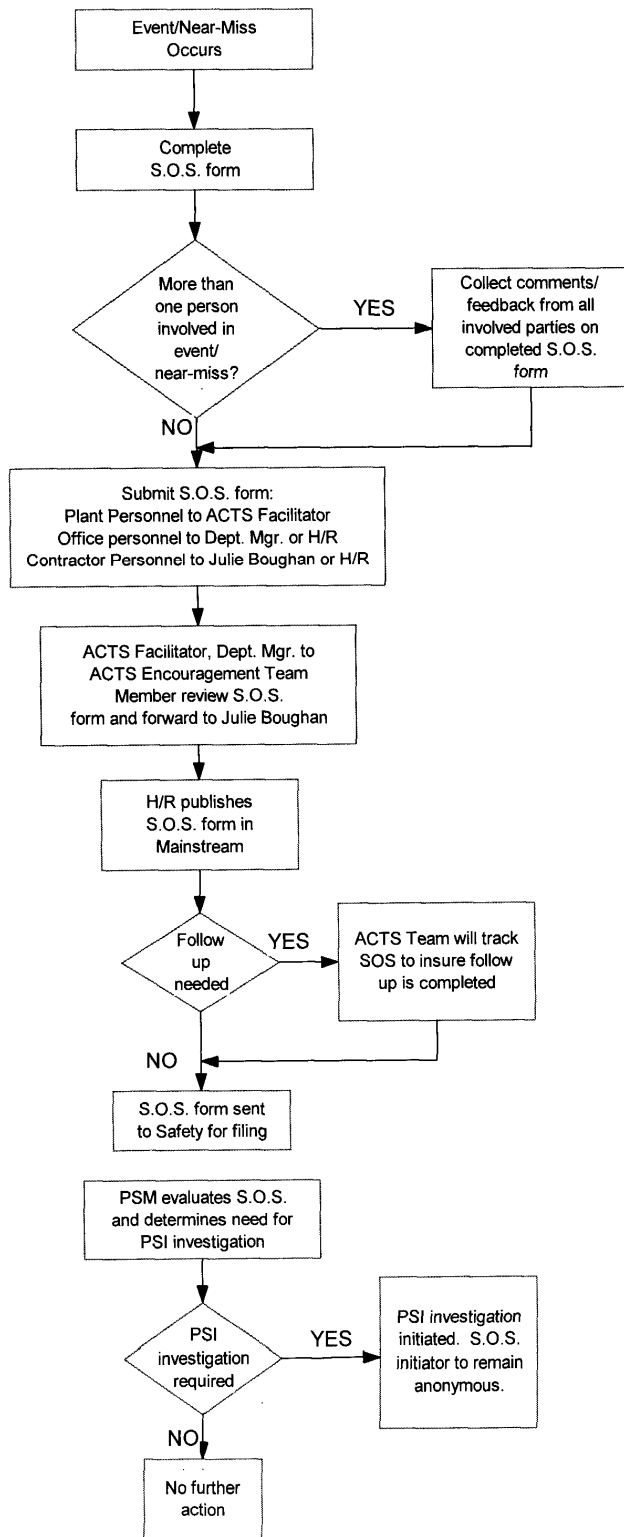 Event/Near-Miss
Occurs
Complete
S.O.S. form
More than
one person
involved in
event/
near-miss?
YES
Collect comments/
feedback from all
involved parties on
completed S.O.S.
form
NO
Submit S.O.S. form:
Plant Personnel to ACTS Facilitator
Office personnel to Dept. Mgr. or H/R
Contractor Personnel to Julie Boughan or H/R
ACTS Facilitator, Dept. Mgr. to
ACTS Encouragement Team
Member review S.O.S.
form and forward to Julie Boughan
H/R publishes
S.O.S. form in
Mainstream
Follow
up
needed
YES
ACTS Team will track
SOS to insure follow
up is completed
NO
S.O.S. form sent
to Safety for filing
PSM evaluates S.O.S.
and determines need for
PSI investigation
PSI
investigation
required
YES
PSI investigation
initiated. S.O.S.
initiator to remain
anonymous.
NO
No further
action